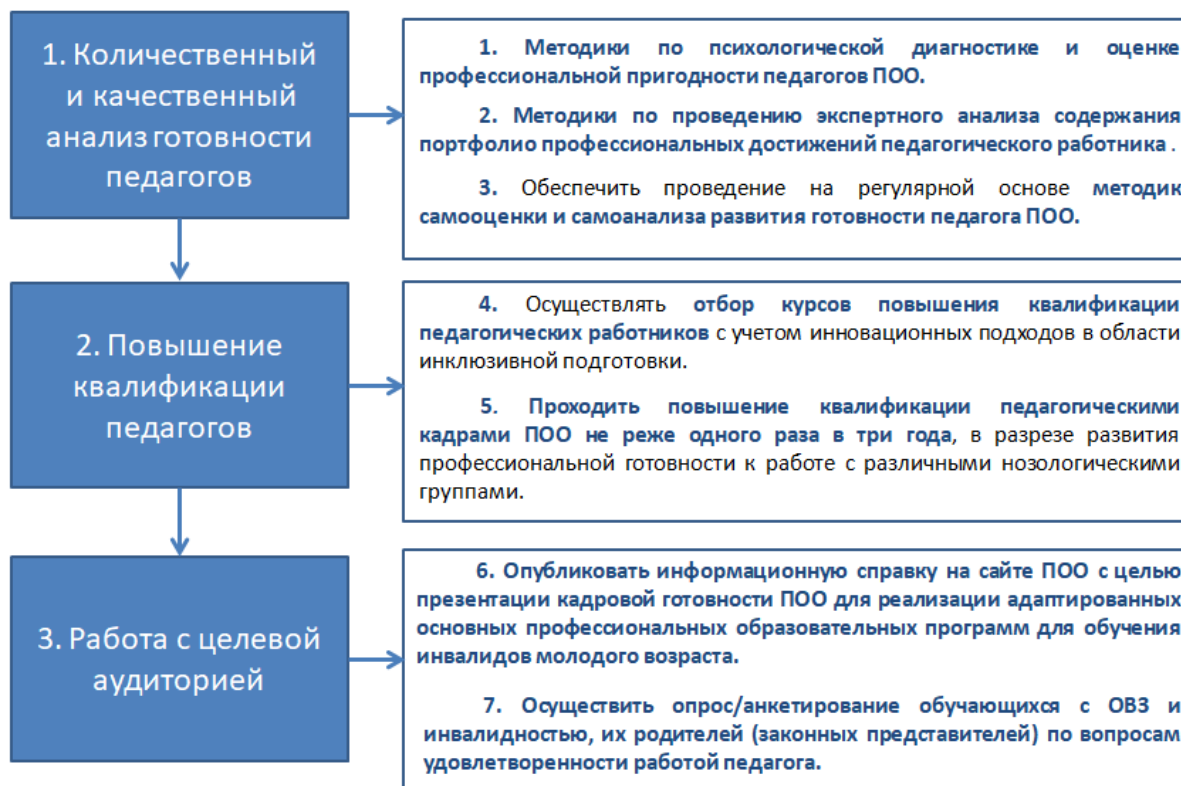 1. Количественный
и качественный
анализ готовности
педагогов
1. Методики по психологической диагностике и оценке
профессиональной пригодности педагогов ПОО.
2. Методики по проведению экспертного анализа содержания
портфолио профессиональных достижений педагогического работника .
3. Обеспечить проведение на регулярной основе методик
самооценки и самоанализа развития готовности педагога ПОО.
2. Повышение
квалификации
педагогов
4. Осуществлять отбор курсов повышения квалификации
педагогических работников с учетом инновационных подходов в области
инклюзивной подготовки.
5. Проходить повышение квалификации педагогическими
кадрами ПОО не реже одного раза в три года, в разрезе развития
профессиональной готовности к работе с различными нозологическими
группами.
3. Работа с целевой
аудиторией
6. Опубликовать информационную справку на сайте ПОО с целью
презентации кадровой готовности ПОО для реализации адаптированных
основных профессиональных образовательных программ для обучения
инвалидов молодого возраста.
7. Осуществить опрос/анкетирование обучающихся с ОВЗ и
инвалидностью, их родителей (законных представителей) по вопросам
удовлетворенности работой педагога.